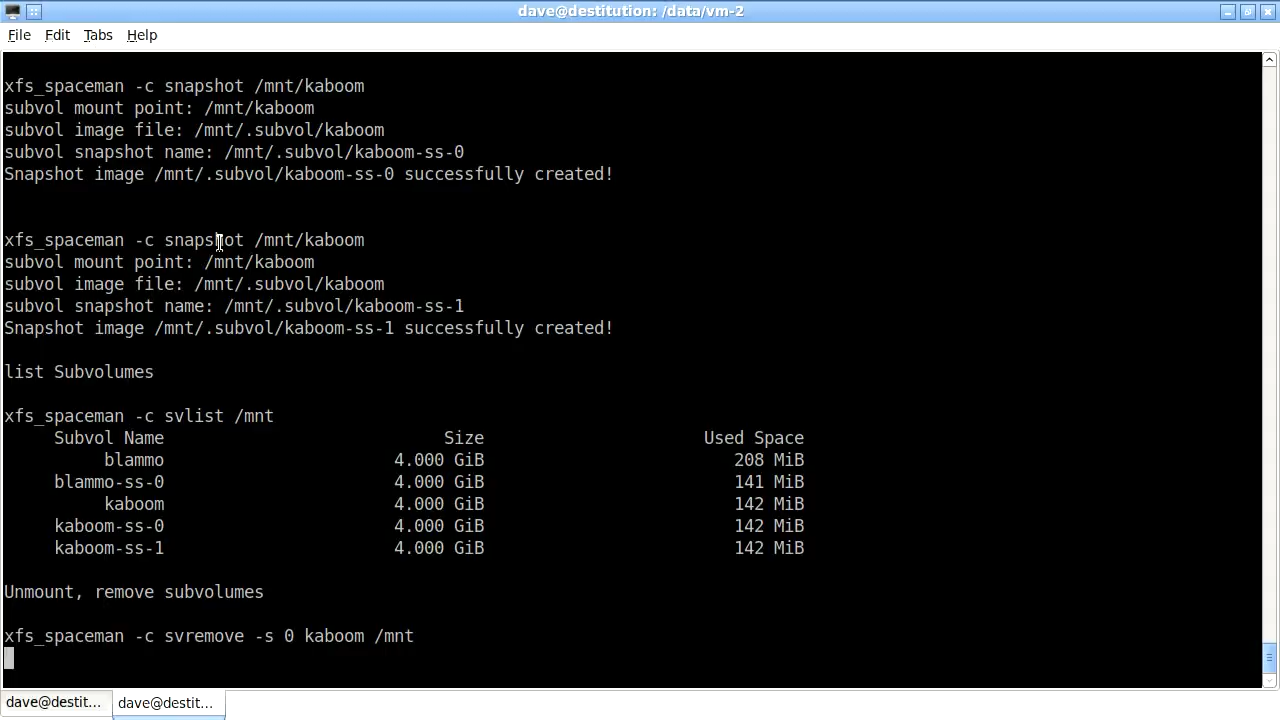 dave@destitution: /data/vm-2
File Edit Tabs Help
xfs_spaceman -c snapshot /mnt/kaboom
subvol mount point: /mnt/kaboom
subvol image file: /mnt/.subvol/kaboom
subvol snapshot name: /mnt/.subvol/kaboom-ss-0
Snapshot image /mnt/.subvol/kaboom-ss-0 successfully created!
xfs_spaceman -c snapshot /mnt/kaboom
subvol mount point: /mnt/kaboom
subvol image file: /mnt/.subvol/kaboom
subvol snapshot name: /mnt/.subvol/kaboom-ss-1
Snapshot image /mnt/.subvol/kaboom-ss-1 successfully created!
list Subvolumes
xfs_spaceman -c svlist /mnt
Subvol Name Size Used Space
blammo 4.000 GiB 208 MiB
blammo-ss-0 4.000 GiB 141 MiB
kaboom 4.000 GiB 142 MiB
kaboom-ss-0 4.000 GiB 142 MiB
kaboom-ss-1 4.000 GiB 142 MiB
Unmount, remove subvolumes
xfs_spaceman -c svremove -s 0 kaboom /mnt
dave@destit... dave@destit...